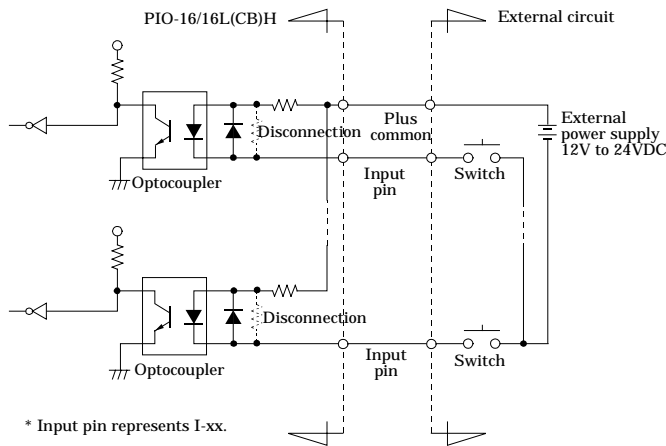 PIO-16/16L(CB)H
External circuit
Disconnection
Plus
common
External
power supply
12V to 24VDC
Optocoupler
Input
pin
Switch
Disconnection
Optocoupler
Input
pin
Switch
* Input pin represents I-xx.